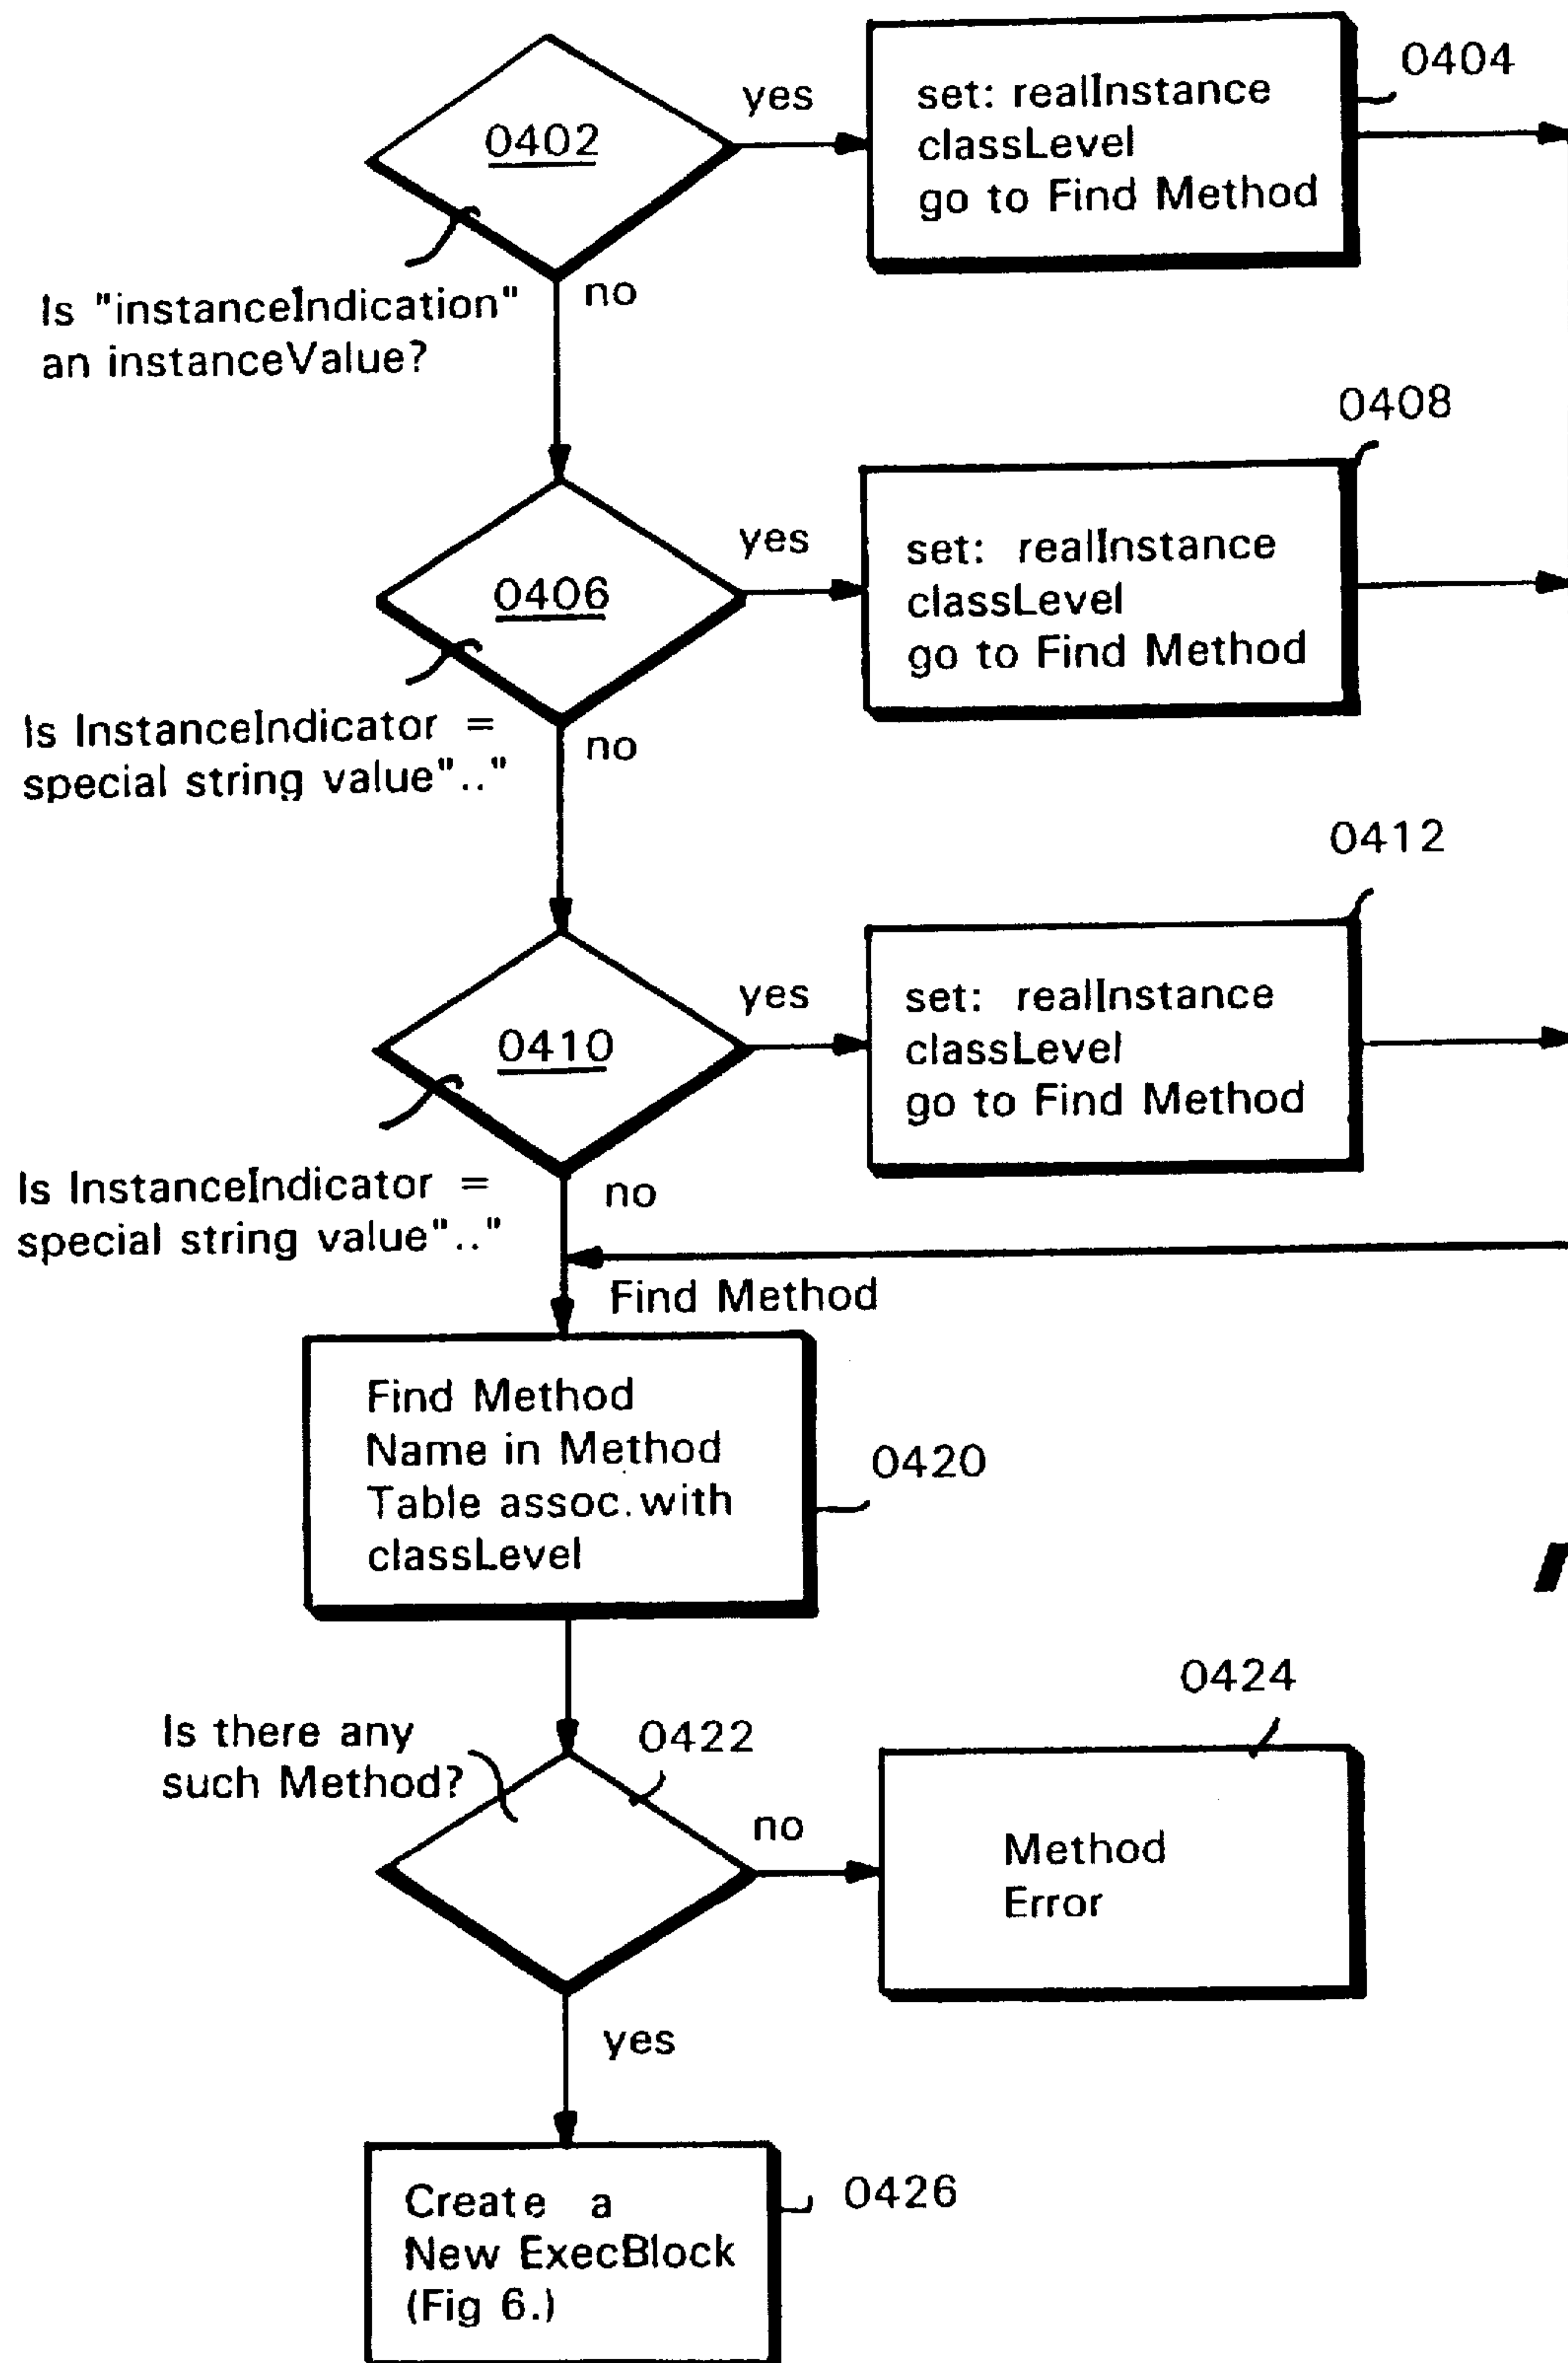 0402
yes
set: realInstance
classLevel
go to Find Method
0404
Is "instanceIndication"
an instanceValue?
no
0406
yes
set: realInstance
classLevel
go to Find Method
0408
Is InstanceIndicator =
special string value".."
no
0410
yes
set: realInstance
classLevel
go to Find Method
0412
Is InstanceIndicator =
special string value".."
no
Find Method
Find Method
Name in Method
Table assoc. with
classLevel
0420
Is there any
such Method?
0422
no
Method
Error
0424
yes
Create a
New ExecBlock
(Fig 6.)
0426